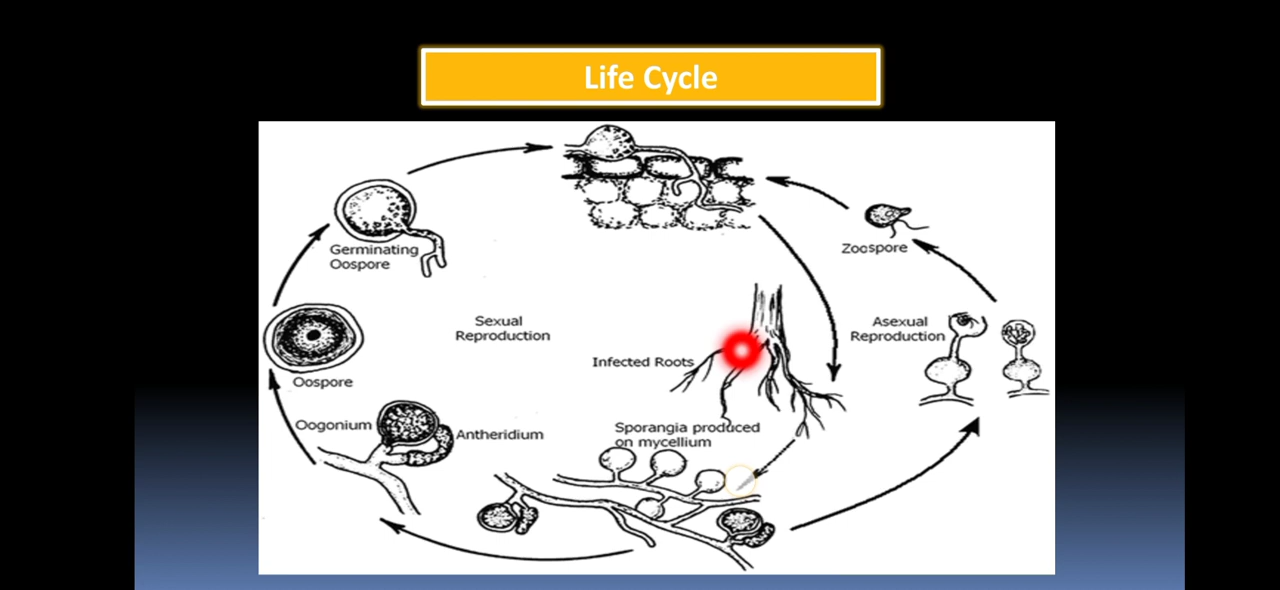 Life Cycle
Zoospore
Germinating
Oospore
Sexual
Reproduction
Asexual
Reproduction
Infected Roots
Oospore
Oogonium
Antheridium
Sporangia produced
on mycellium